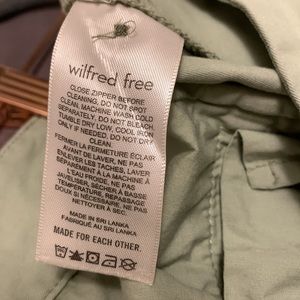 wilfred free
CLOSE ZIPPER BEFORE
CLEANING. DO NOT SPOT
CLEAN. MACHINE WASH COLD
DO NOT BLEACH
TUMBLE DRY LOW. COOL IRON
ONLY IF NEEDED. DO NOT DRY
CLEAN
FERMER LA FERMETURE ÉCLAIR
AVANT DE LAVER, NE PAS
ENLEVER LES TACHES, LAVER
SÉPARÉMENT À LA MACHINE À
L'EAU FROIDE. NE PAS
JAVELISER, SÉCHER À BASSE
TEMPÉRATURE, REPASSAGE
DOUX SI NÉCESSAIRE. NE PAS
NETTOYER À SEC.
MADE IN SRI LANKA
FABRIQUÉ AU SRI LANKA
MADE FOR EACH OTHER.